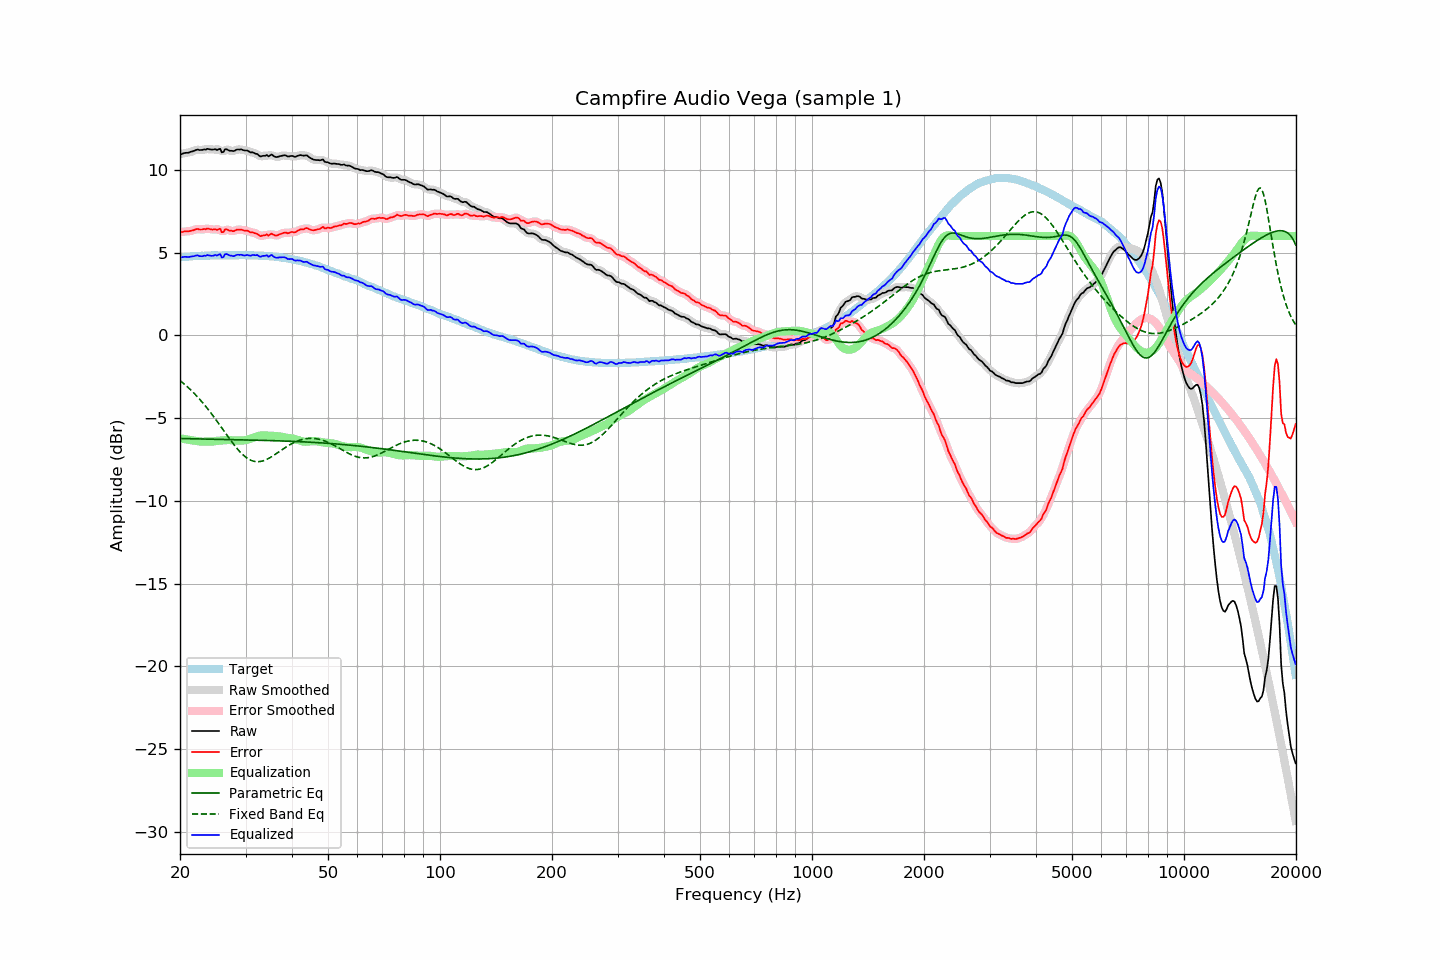 Campfire Audio Vega (sample 1)
Amplitude (dBr)
10
5
0
−5
−10
−15
−20
−25
−30
Target
Raw Smoothed
Error Smoothed
Raw
Error
Equalization
Parametric Eq
Fixed Band Eq
Equalized
20 50 100 200 500 1000 2000 5000 10000 20000
Frequency (Hz)